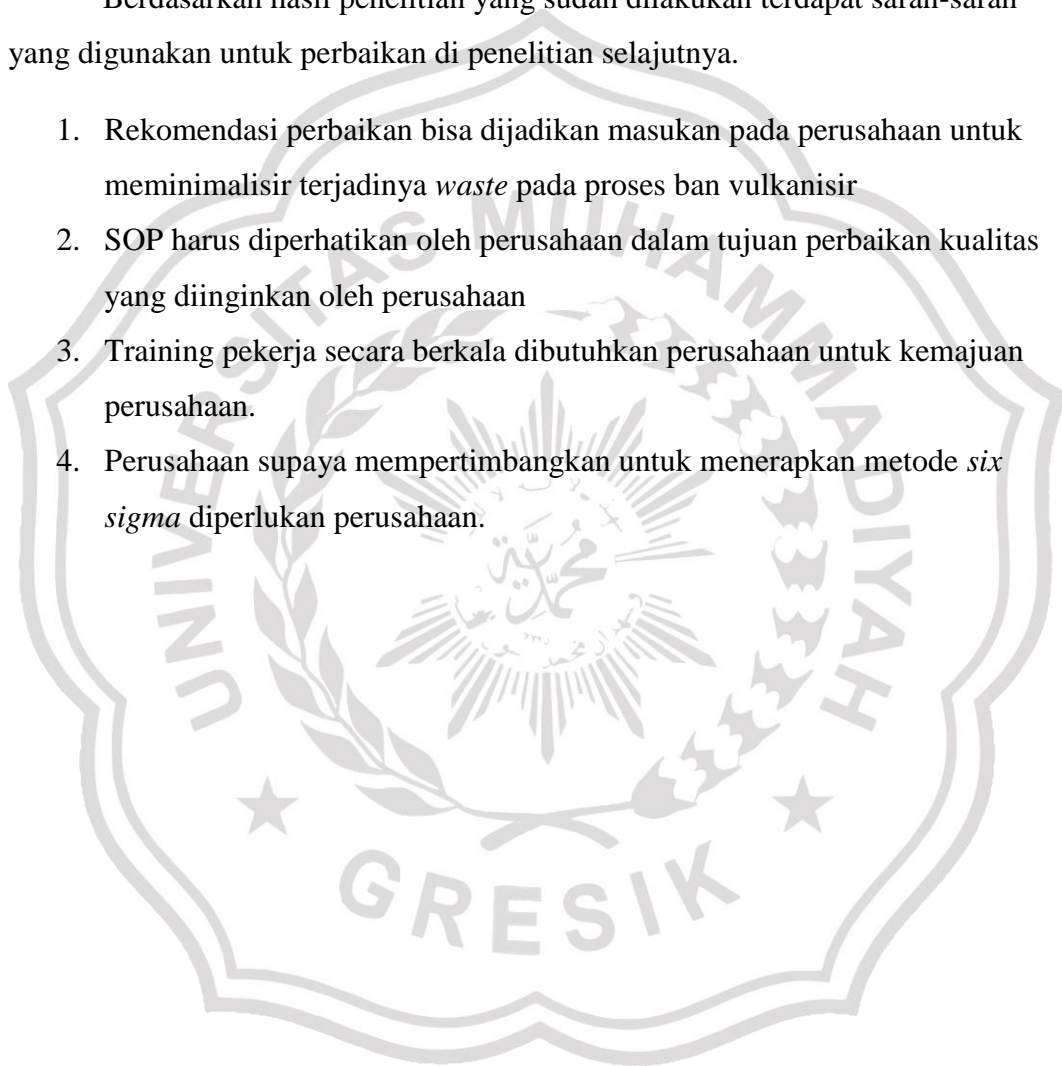 Berdasarkan hasil penelitian yang sudah dilakukan terdapat saran-saran
yang digunakan untuk perbaikan di penelitian selajutnya.
1. Rekomendasi perbaikan bisa dijadikan masukan pada perusahaan untuk
meminimalisir terjadinya waste pada proses ban vulkanisir
2. SOP harus diperhatikan oleh perusahaan dalam tujuan perbaikan kualitas
yang diinginkan oleh perusahaan
3. Training pekerja secara berkala dibutuhkan perusahaan untuk kemajuan
perusahaan.
4. Perusahaan supaya mempertimbangkan untuk menerapkan metode six
sigma diperlukan perusahaan.
UNIVERSITAS MUHAMMADIYAH
GRESIK